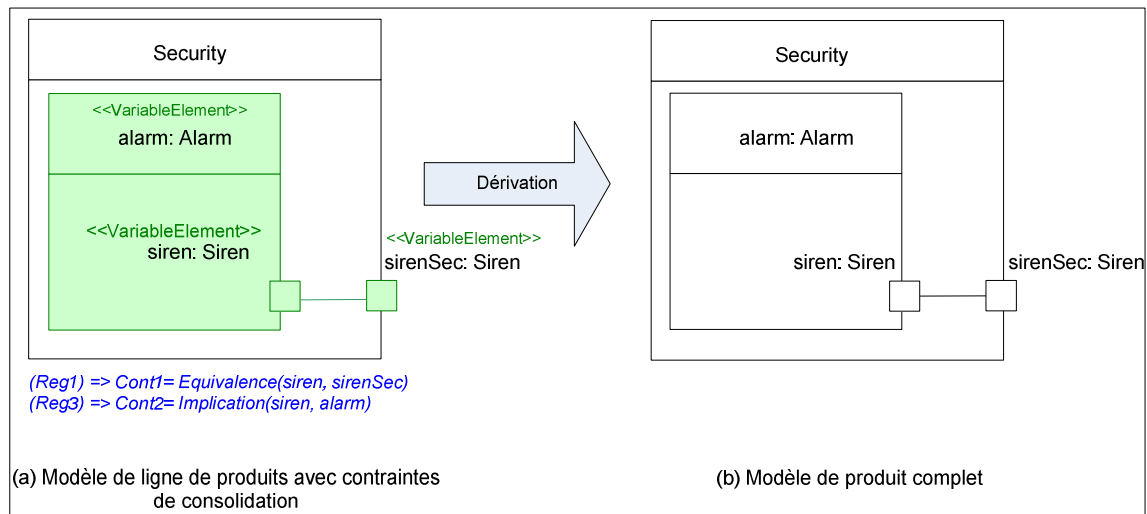 Security
<<VariableElement>>
alarm: Alarm
<<VariableElement>>
siren: Siren
<<VariableElement>>
sirenSec: Siren
(Reg1) => Cont1= Equivalence(siren, sirenSec)
(Reg3) => Cont2= Implication(siren, alarm)
(a) Modèle de ligne de produits avec contraintes
de consolidation
Dérivation
Security
alarm: Alarm
siren: Siren
sirenSec: Siren
(b) Modèle de produit complet